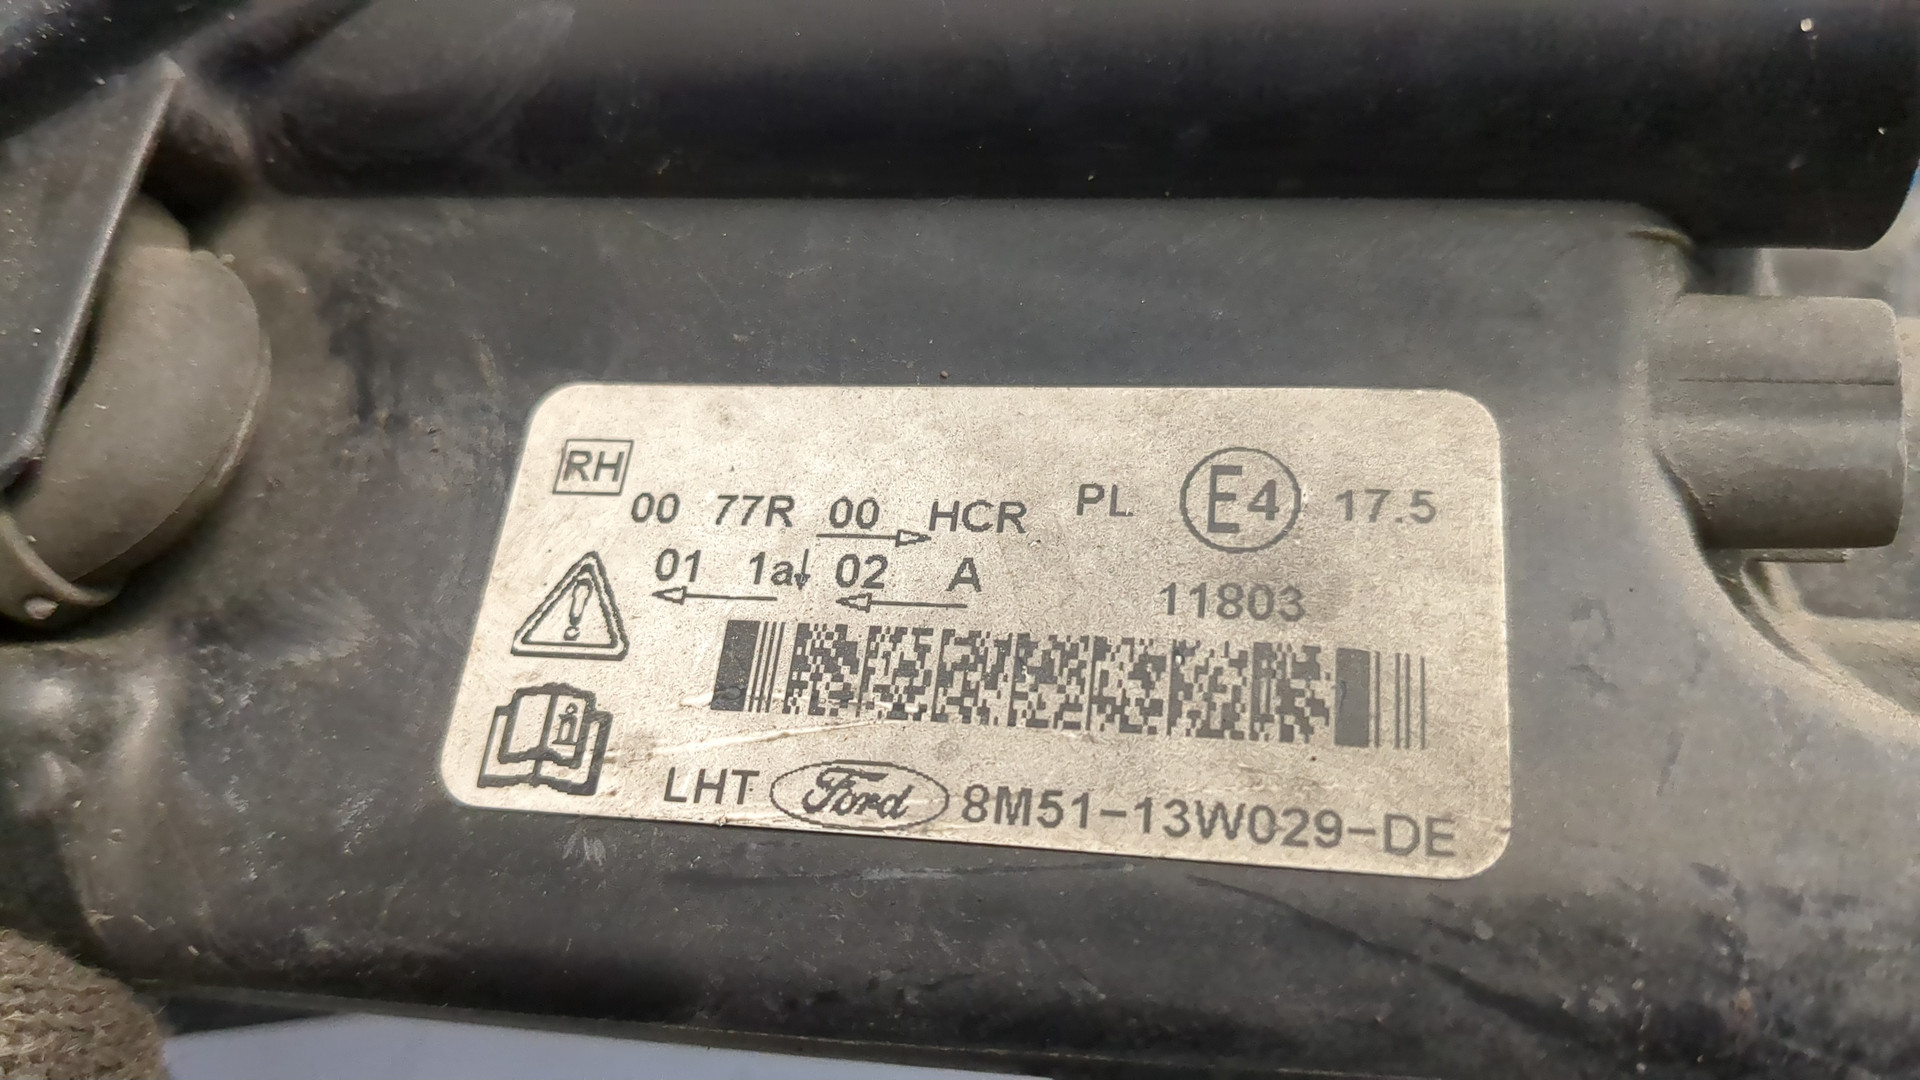 RH
00 77R 00 HCR PL E4 17.5
01 1a 02 A 11803
LHT Ford 8M51-13W029-DE